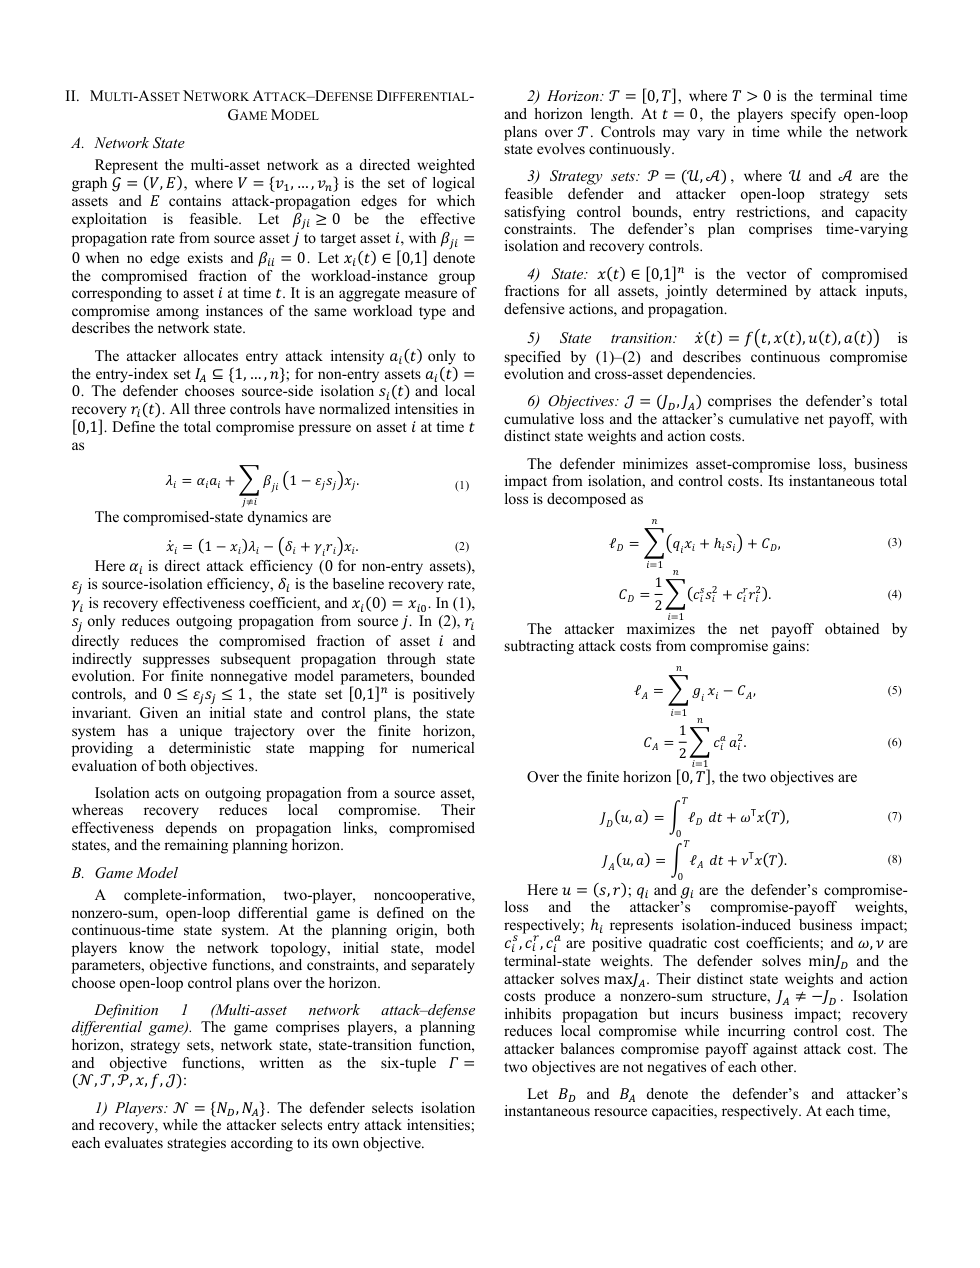 II. MULTI-ASSET NETWORK ATTACK–DEFENSE DIFFERENTIAL-
GAME MODEL
A. Network State
Represent the multi-asset network as a directed weighted
graph 𝒢 = (V, E), where V = {v₁, … , vₙ} is the set of logical
assets and E contains attack-propagation edges for which
exploitation is feasible. Let βⱼᵢ ≥ 0 be the effective
propagation rate from source asset j to target asset i, with βⱼᵢ =
0 when no edge exists and βᵢᵢ = 0. Let xᵢ(t) ∈ [0,1] denote
the compromised fraction of the workload-instance group
corresponding to asset i at time t. It is an aggregate measure of
compromise among instances of the same workload type and
describes the network state.
The attacker allocates entry attack intensity aᵢ(t) only to
the entry-index set I_A ⊆ {1, … , n}; for non-entry assets aᵢ(t) =
0. The defender chooses source-side isolation sᵢ(t) and local
recovery rᵢ(t). All three controls have normalized intensities in
[0,1]. Define the total compromise pressure on asset i at time t
as
λᵢ = αᵢaᵢ + ∑_{j≠i} βⱼᵢ (1 − εⱼsⱼ)xⱼ. (1)
The compromised-state dynamics are
ẋᵢ = (1 − xᵢ)λᵢ − (δᵢ + γᵢrᵢ)xᵢ. (2)
Here αᵢ is direct attack efficiency (0 for non-entry assets),
εⱼ is source-isolation efficiency, δᵢ is the baseline recovery rate,
γᵢ is recovery effectiveness coefficient, and xᵢ(0) = xᵢ₀. In (1),
sⱼ only reduces outgoing propagation from source j. In (2), rᵢ
directly reduces the compromised fraction of asset i and
indirectly suppresses subsequent propagation through state
evolution. For finite nonnegative model parameters, bounded
controls, and 0 ≤ εⱼsⱼ ≤ 1, the state set [0,1]ⁿ is positively
invariant. Given an initial state and control plans, the state
system has a unique trajectory over the finite horizon,
providing a deterministic state mapping for numerical
evaluation of both objectives.
Isolation acts on outgoing propagation from a source asset,
whereas recovery reduces local compromise. Their
effectiveness depends on propagation links, compromised
states, and the remaining planning horizon.
B. Game Model
A complete-information, two-player, noncooperative,
nonzero-sum, open-loop differential game is defined on the
continuous-time state system. At the planning origin, both
players know the network topology, initial state, model
parameters, objective functions, and constraints, and separately
choose open-loop control plans over the horizon.
Definition 1 (Multi-asset network attack–defense
differential game). The game comprises players, a planning
horizon, strategy sets, network state, state-transition function,
and objective functions, written as the six-tuple Γ =
(𝒩, 𝒯, 𝒫, x, f, 𝒥):
1) Players: 𝒩 = {N_D, N_A}. The defender selects isolation
and recovery, while the attacker selects entry attack intensities;
each evaluates strategies according to its own objective.
2) Horizon: 𝒯 = [0, T], where T > 0 is the terminal time
and horizon length. At t = 0, the players specify open-loop
plans over 𝒯. Controls may vary in time while the network
state evolves continuously.
3) Strategy sets: 𝒫 = (𝒰, 𝒜), where 𝒰 and 𝒜 are the
feasible defender and attacker open-loop strategy sets
satisfying control bounds, entry restrictions, and capacity
constraints. The defender's plan comprises time-varying
isolation and recovery controls.
4) State: x(t) ∈ [0,1]ⁿ is the vector of compromised
fractions for all assets, jointly determined by attack inputs,
defensive actions, and propagation.
5) State transition: ẋ(t) = f(t, x(t), u(t), a(t)) is
specified by (1)–(2) and describes continuous compromise
evolution and cross-asset dependencies.
6) Objectives: 𝒥 = (J_D, J_A) comprises the defender's total
cumulative loss and the attacker's cumulative net payoff, with
distinct state weights and action costs.
The defender minimizes asset-compromise loss, business
impact from isolation, and control costs. Its instantaneous total
loss is decomposed as
ℓ_D = ∑_{i=1}^{n} (qᵢxᵢ + hᵢsᵢ) + C_D, (3)
C_D = 1/2 ∑_{i=1}^{n} (cᵢˢsᵢ² + cᵢʳrᵢ²). (4)
The attacker maximizes the net payoff obtained by
subtracting attack costs from compromise gains:
ℓ_A = ∑_{i=1}^{n} gᵢ xᵢ − C_A, (5)
C_A = 1/2 ∑_{i=1}^{n} cᵢᵃ aᵢ². (6)
Over the finite horizon [0, T], the two objectives are
J_D(u, a) = ∫₀ᵀ ℓ_D dt + ωᵀx(T), (7)
J_A(u, a) = ∫₀ᵀ ℓ_A dt + νᵀx(T). (8)
Here u = (s, r); qᵢ and gᵢ are the defender's compromise-
loss and the attacker's compromise-payoff weights,
respectively; hᵢ represents isolation-induced business impact;
cᵢˢ, cᵢʳ, cᵢᵃ are positive quadratic cost coefficients; and ω, ν are
terminal-state weights. The defender solves minJ_D and the
attacker solves maxJ_A. Their distinct state weights and action
costs produce a nonzero-sum structure, J_A ≠ −J_D . Isolation
inhibits propagation but incurs business impact; recovery
reduces local compromise while incurring control cost. The
attacker balances compromise payoff against attack cost. The
two objectives are not negatives of each other.
Let B_D and B_A denote the defender's and attacker's
instantaneous resource capacities, respectively. At each time,